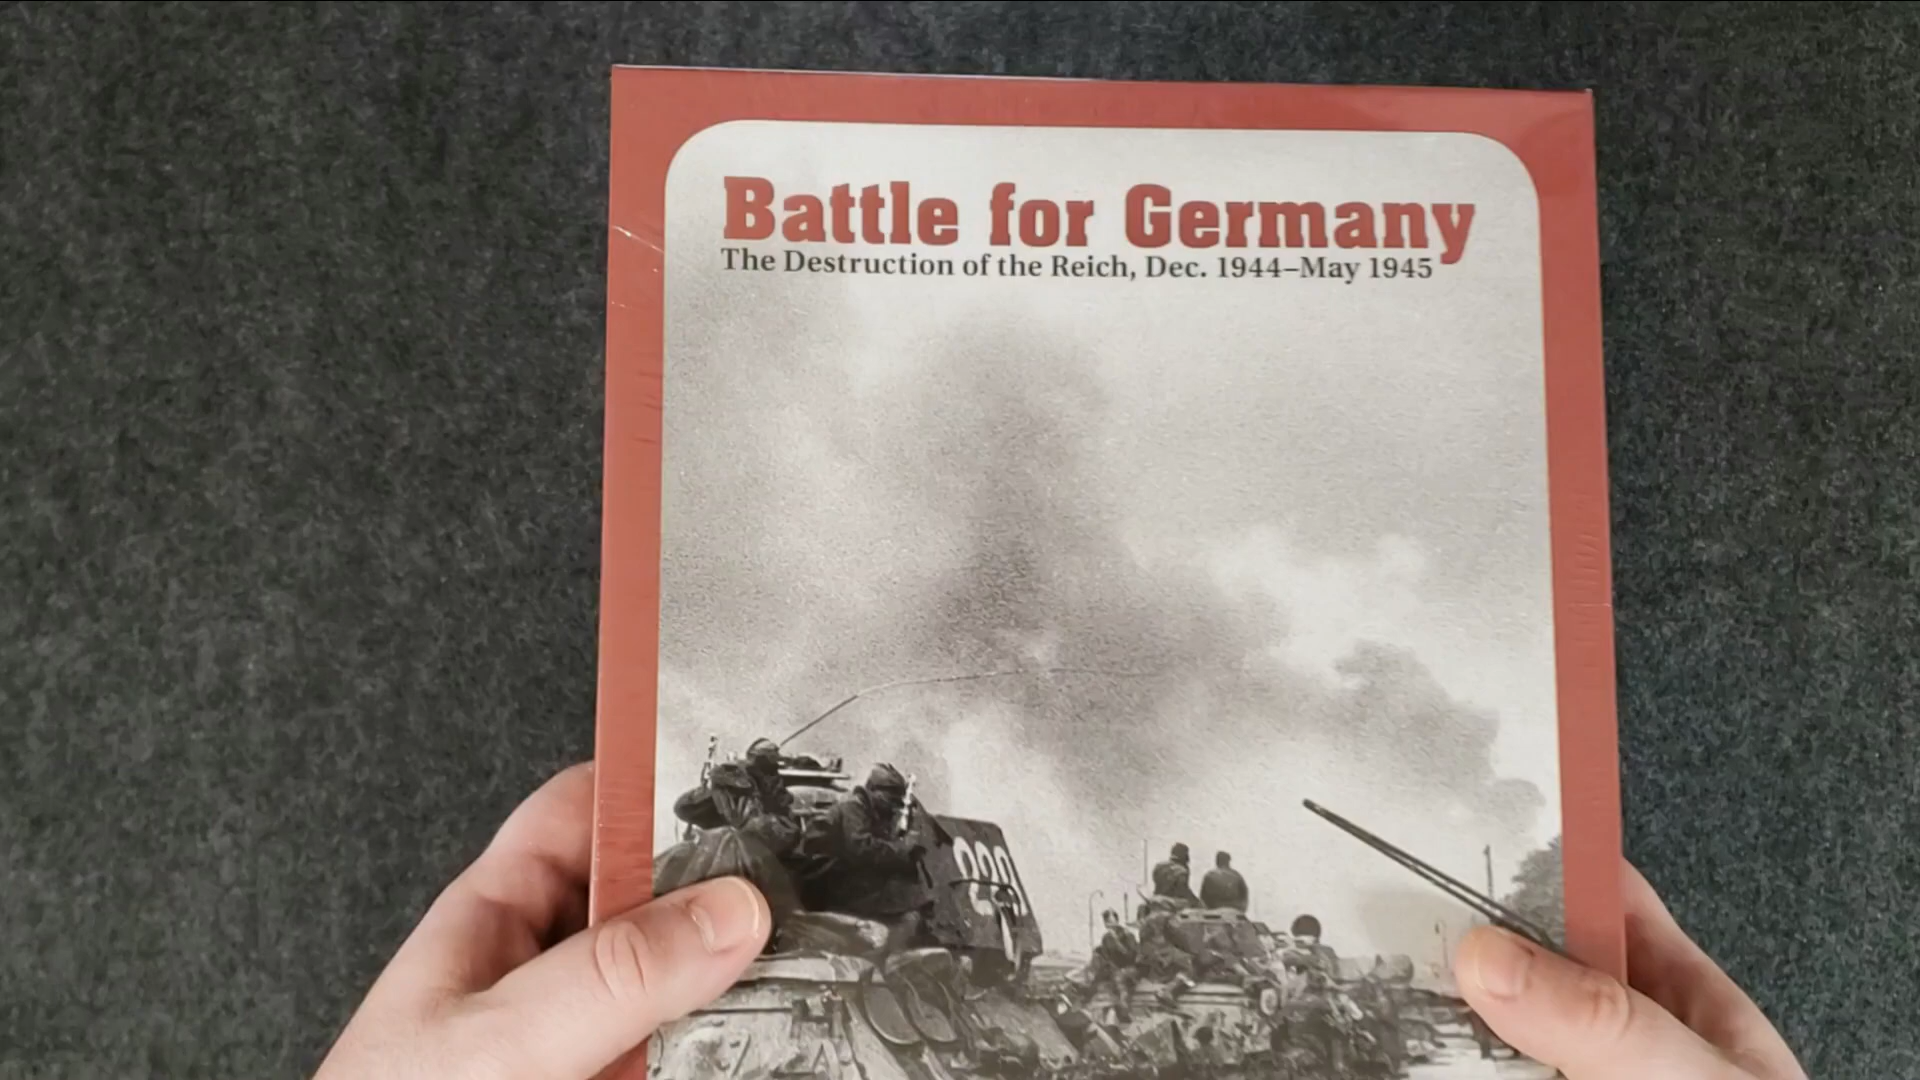 Battle for Germany
The Destruction of the Reich, Dec. 1944–May 1945